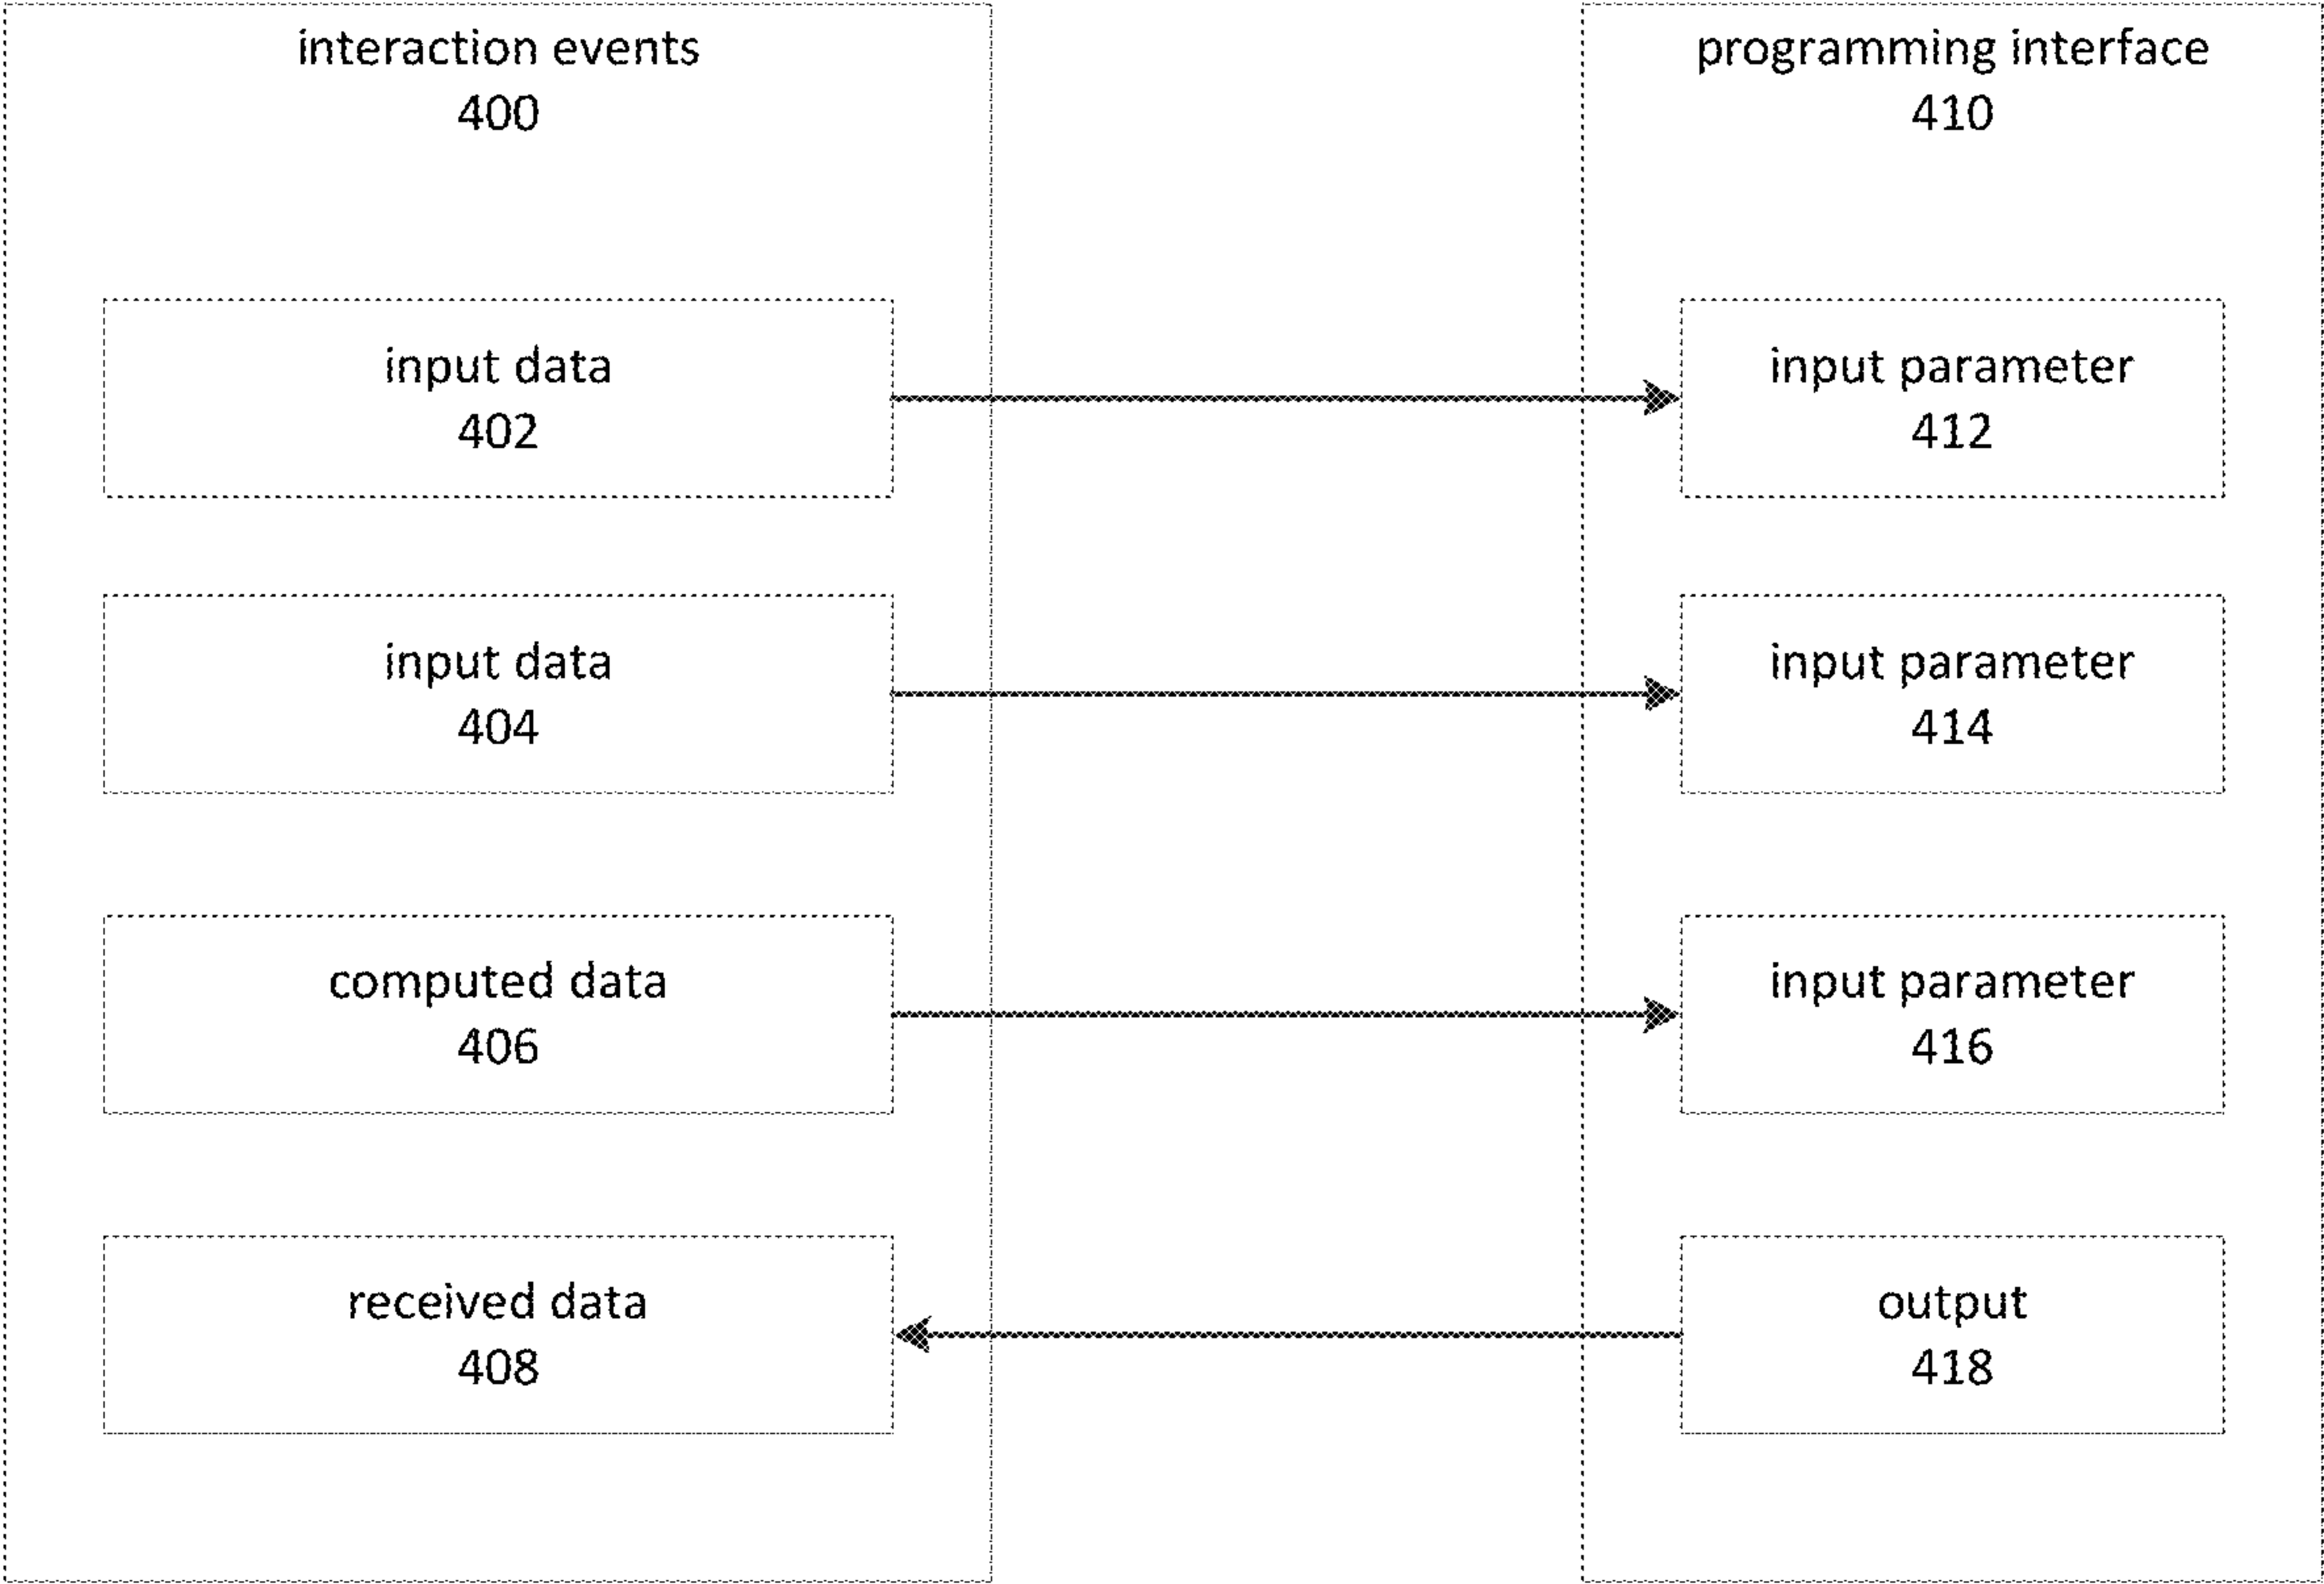 interaction events
400
programming interface
410
input data
402
input parameter
412
input data
404
input parameter
414
computed data
406
input parameter
416
received data
408
output
418